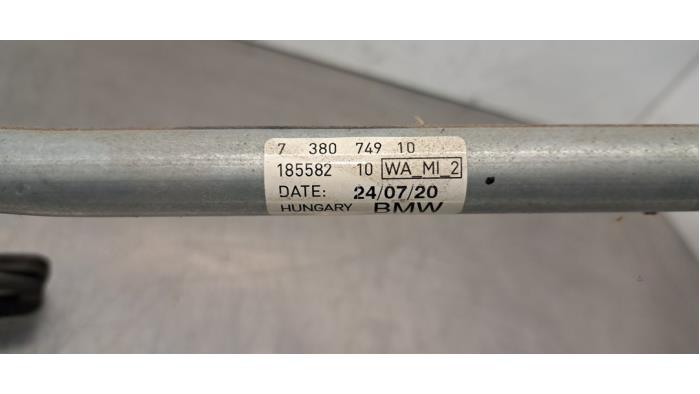 7 380 749 10
185582 10 WA_MI_2
DATE: 24/07/20
HUNGARY BMW